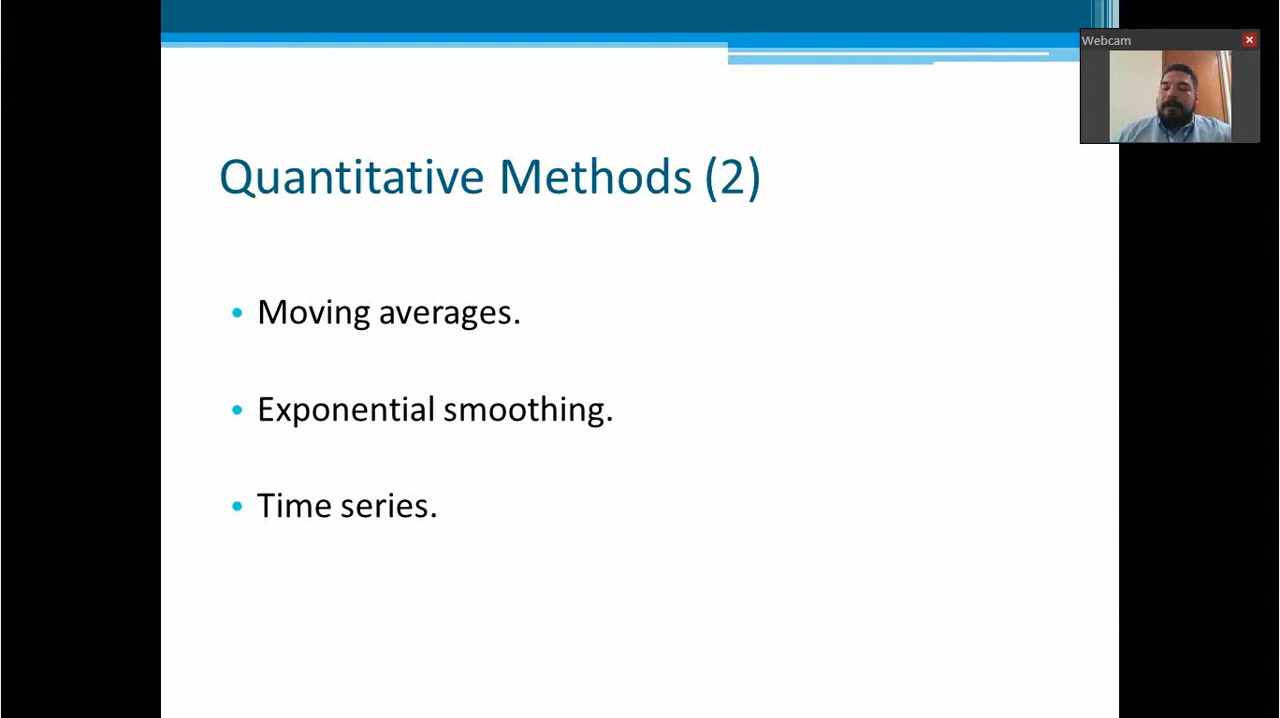 Webcam
Quantitative Methods (2)
• Moving averages.
• Exponential smoothing.
• Time series.